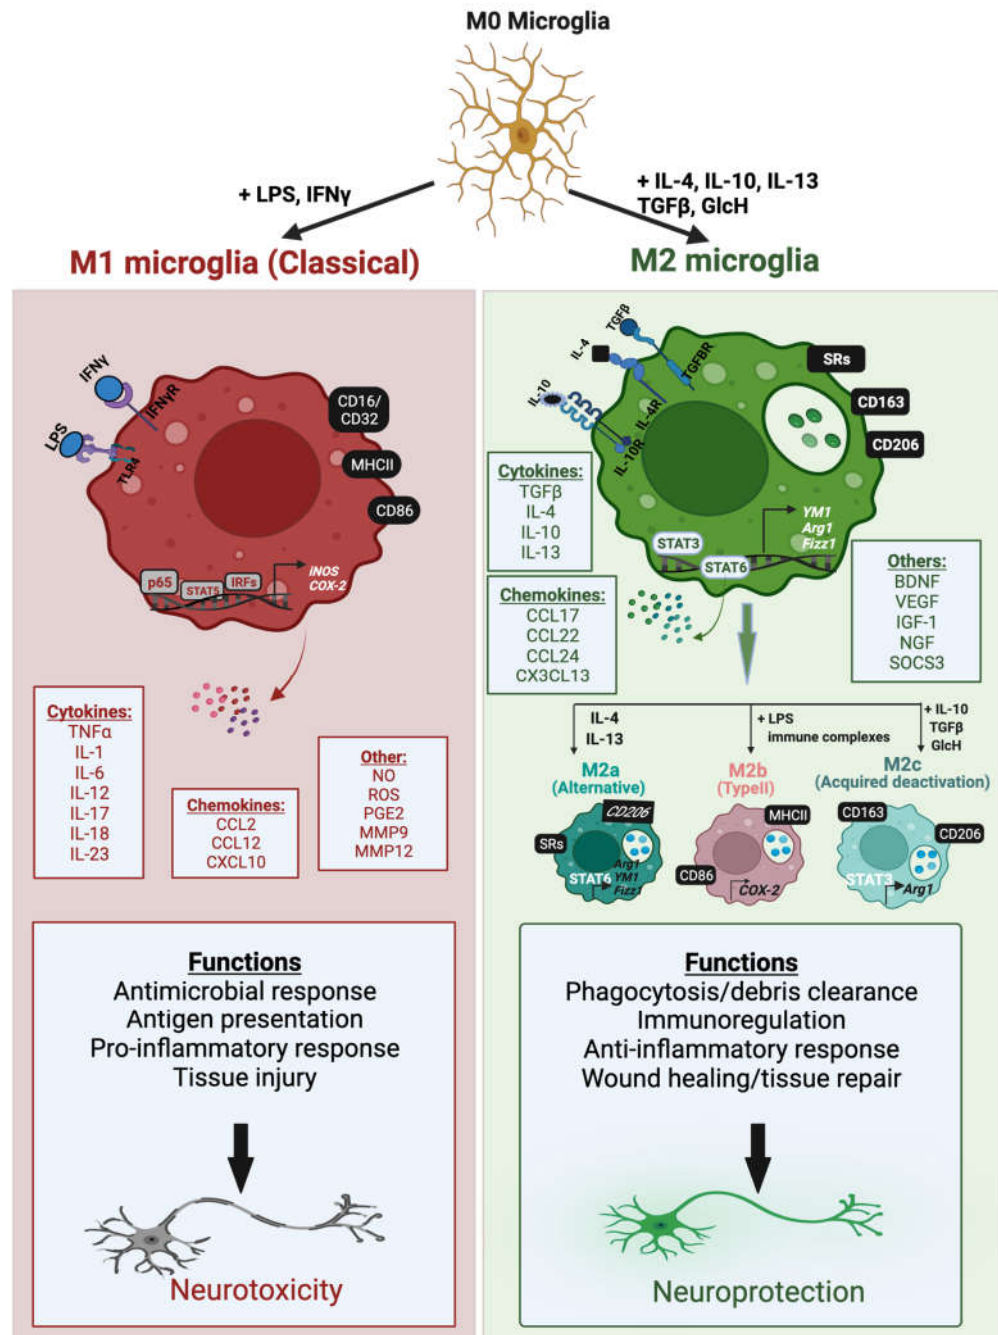 M0 Microglia
+ LPS, IFNγ
+ IL-4, IL-10, IL-13
TGFβ, GlcH
M1 microglia (Classical)
M2 microglia
IFNγ
IFNγR
LPS
TLR4
CD16/
CD32
MHCII
CD86
p65
STAT5
IRFs
iNOS
COX-2
Cytokines:
TNFα
IL-1
IL-6
IL-12
IL-17
IL-18
IL-23
Chemokines:
CCL2
CCL12
CXCL10
Other:
NO
ROS
PGE2
MMP9
MMP12
Functions
Antimicrobial response
Antigen presentation
Pro-inflammatory response
Tissue injury
Neurotoxicity
TGFβ
TGFBR
IL-4
IL-4R
IL-10
IL-10R
SRs
CD163
CD206
YM1
Arg1
Fizz1
STAT3
STAT6
Cytokines:
TGFβ
IL-4
IL-10
IL-13
Chemokines:
CCL17
CCL22
CCL24
CX3CL13
Others:
BDNF
VEGF
IGF-1
NGF
SOCS3
IL-4
IL-13
+ LPS
immune complexes
+ IL-10
TGFβ
GlcH
M2a
(Alternative)
M2b
(TypeII)
M2c
(Acquired deactivation)
SRs
CD206
STAT6
Arg1
YM1
Fizz1
MHCII
CD86
COX-2
CD163
CD206
STAT3
Arg1
Functions
Phagocytosis/debris clearance
Immunoregulation
Anti-inflammatory response
Wound healing/tissue repair
Neuroprotection